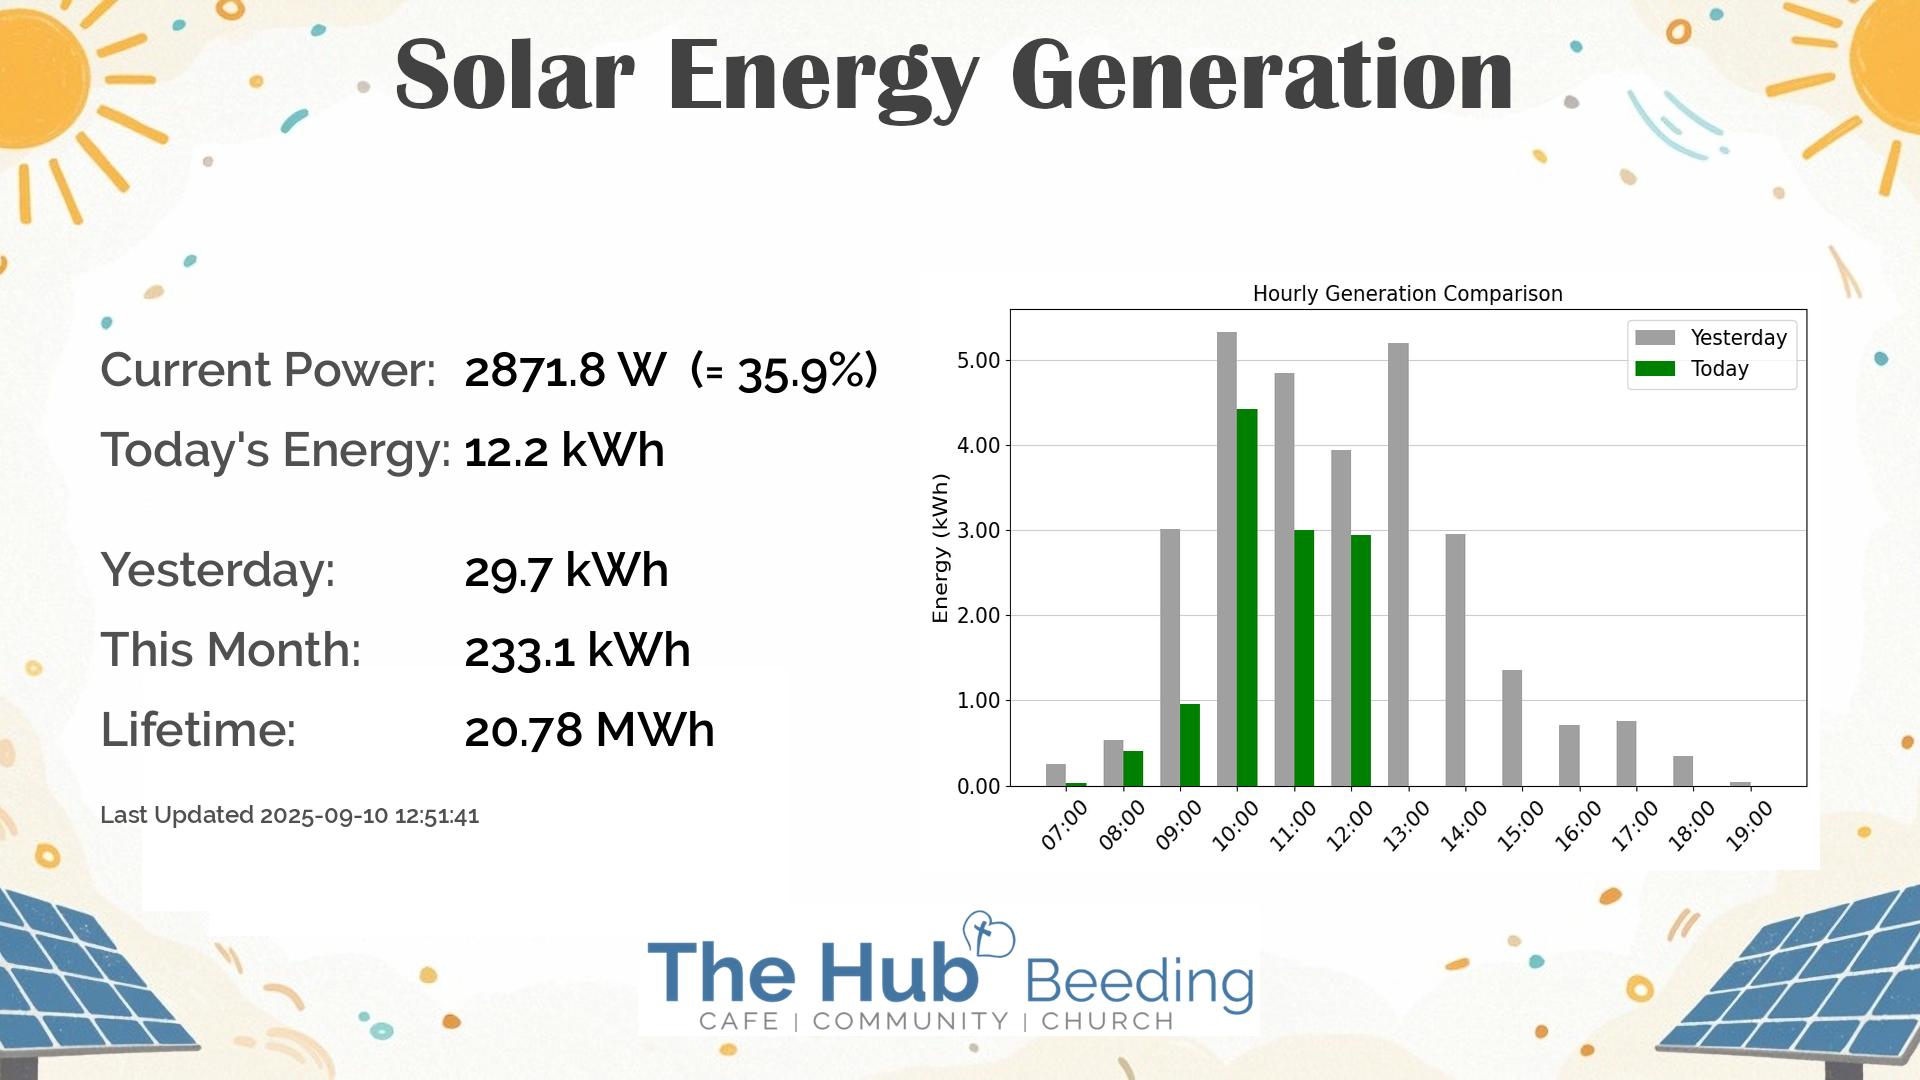 Solar Energy Generation
Current Power: 2871.8 W (= 35.9%)
Today's Energy: 12.2 kWh
Yesterday: 29.7 kWh
This Month: 233.1 kWh
Lifetime: 20.78 MWh
Last Updated 2025-09-10 12:51:41
Hourly Generation Comparison
Yesterday
Today
Energy (kWh)
5.00
4.00
3.00
2.00
1.00
0.00
07:00 08:00 09:00 10:00 11:00 12:00 13:00 14:00 15:00 16:00 17:00 18:00 19:00
The Hub Beeding
CAFE | COMMUNITY | CHURCH